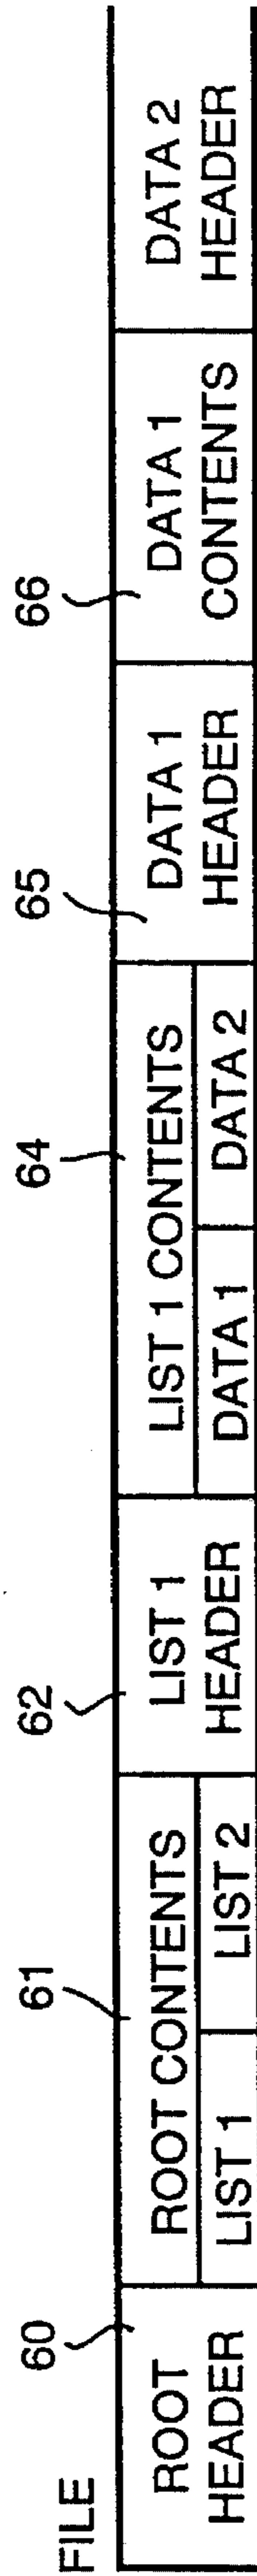 FILE
60
61
62
64
65
66
ROOT
HEADER
ROOT CONTENTS
LIST 1
LIST 2
LIST 1
HEADER
LIST 1 CONTENTS
DATA 1
DATA 2
DATA 1
HEADER
DATA 1
CONTENTS
DATA 2
HEADER